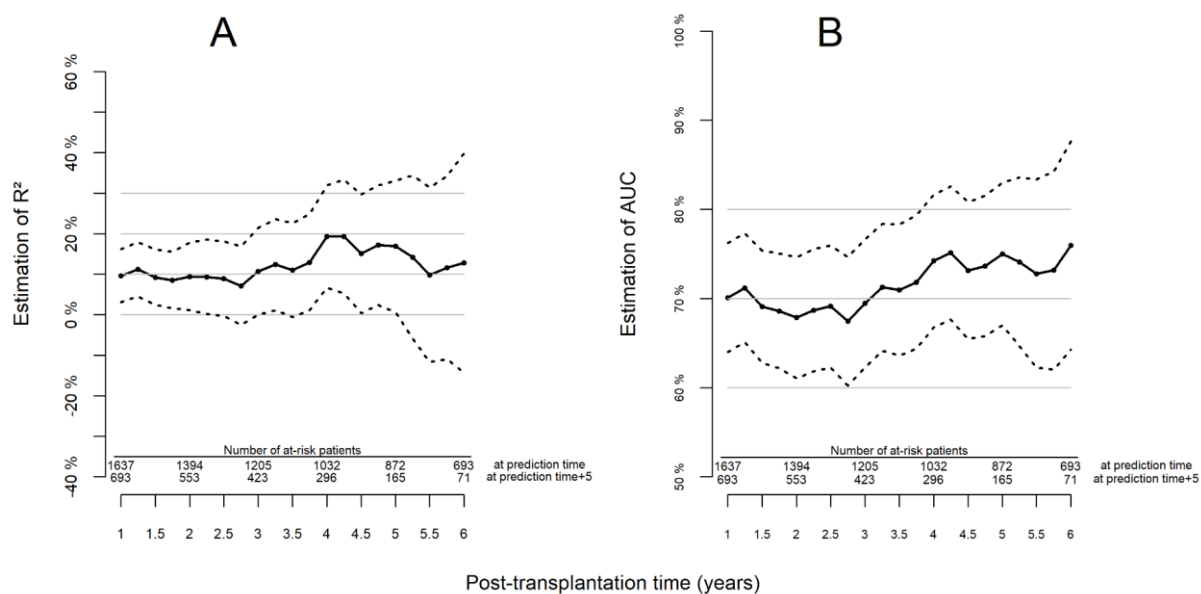 A
Estimation of R²
60 %
40 %
20 %
0 %
-20 %
-40 %
Number of at-risk patients
1637 1394 1205 1032 872 693 at prediction time
693 553 423 296 165 71 at prediction time+5
1 1.5 2 2.5 3 3.5 4 4.5 5 5.5 6
B
Estimation of AUC
100 %
90 %
80 %
70 %
60 %
50 %
Number of at-risk patients
1637 1394 1205 1032 872 693 at prediction time
693 553 423 296 165 71 at prediction time+5
1 1.5 2 2.5 3 3.5 4 4.5 5 5.5 6
Post-transplantation time (years)